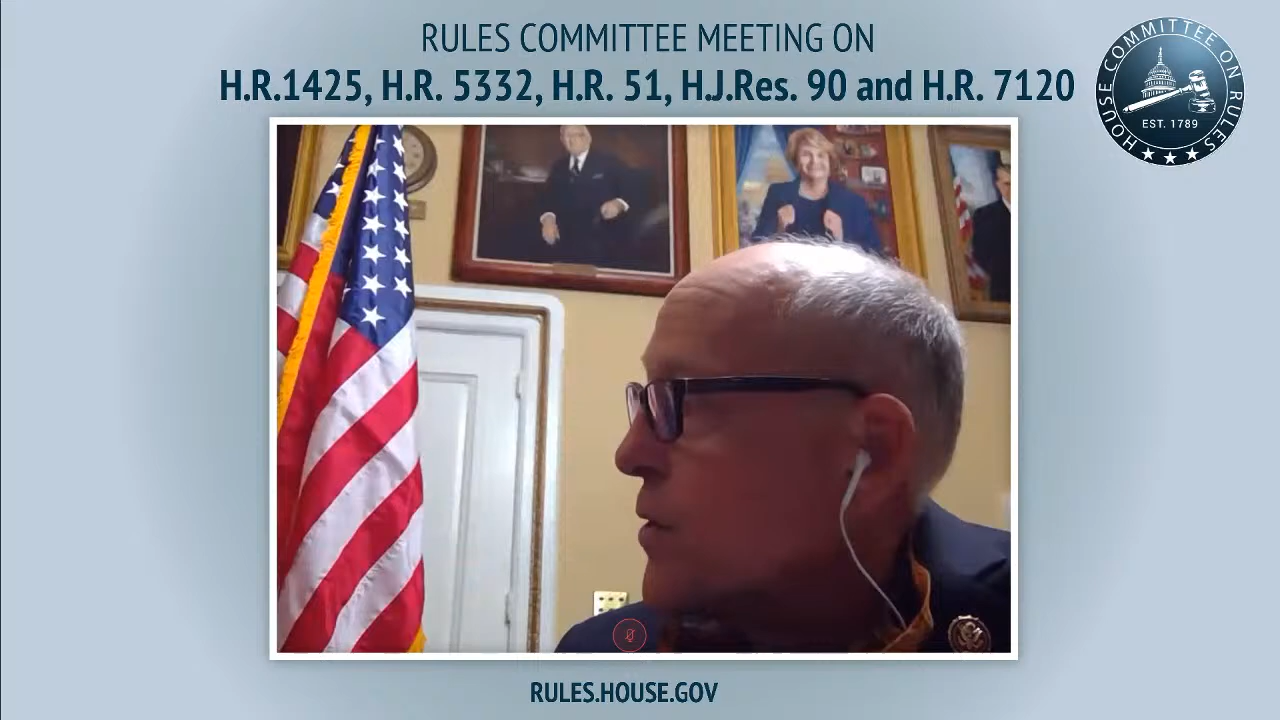 RULES COMMITTEE MEETING ON
H.R.1425, H.R. 5332, H.R. 51, H.J.Res. 90 and H.R. 7120
HOUSE COMMITTEE ON RULES
EST. 1789
RULES.HOUSE.GOV